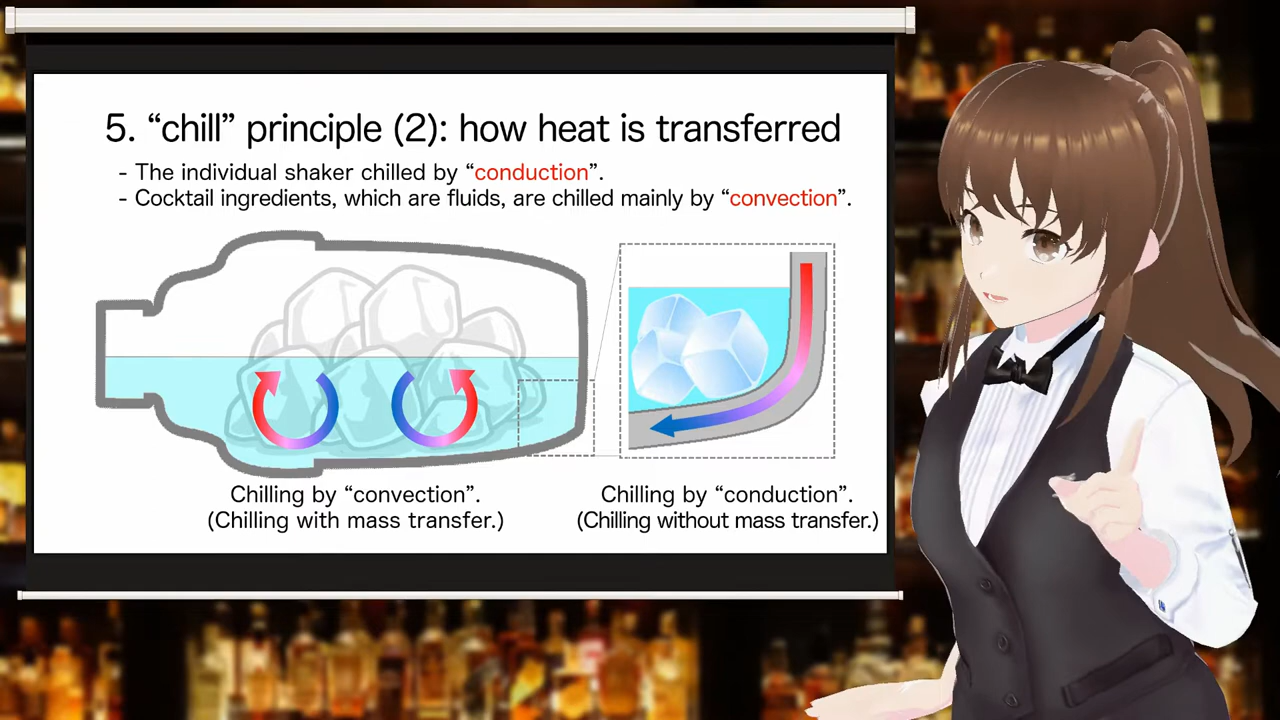 5. “chill” principle (2): how heat is transferred
- The individual shaker chilled by “conduction”.
- Cocktail ingredients, which are fluids, are chilled mainly by “convection”.
Chilling by “convection”.
(Chilling with mass transfer.)
Chilling by “conduction”.
(Chilling without mass transfer.)